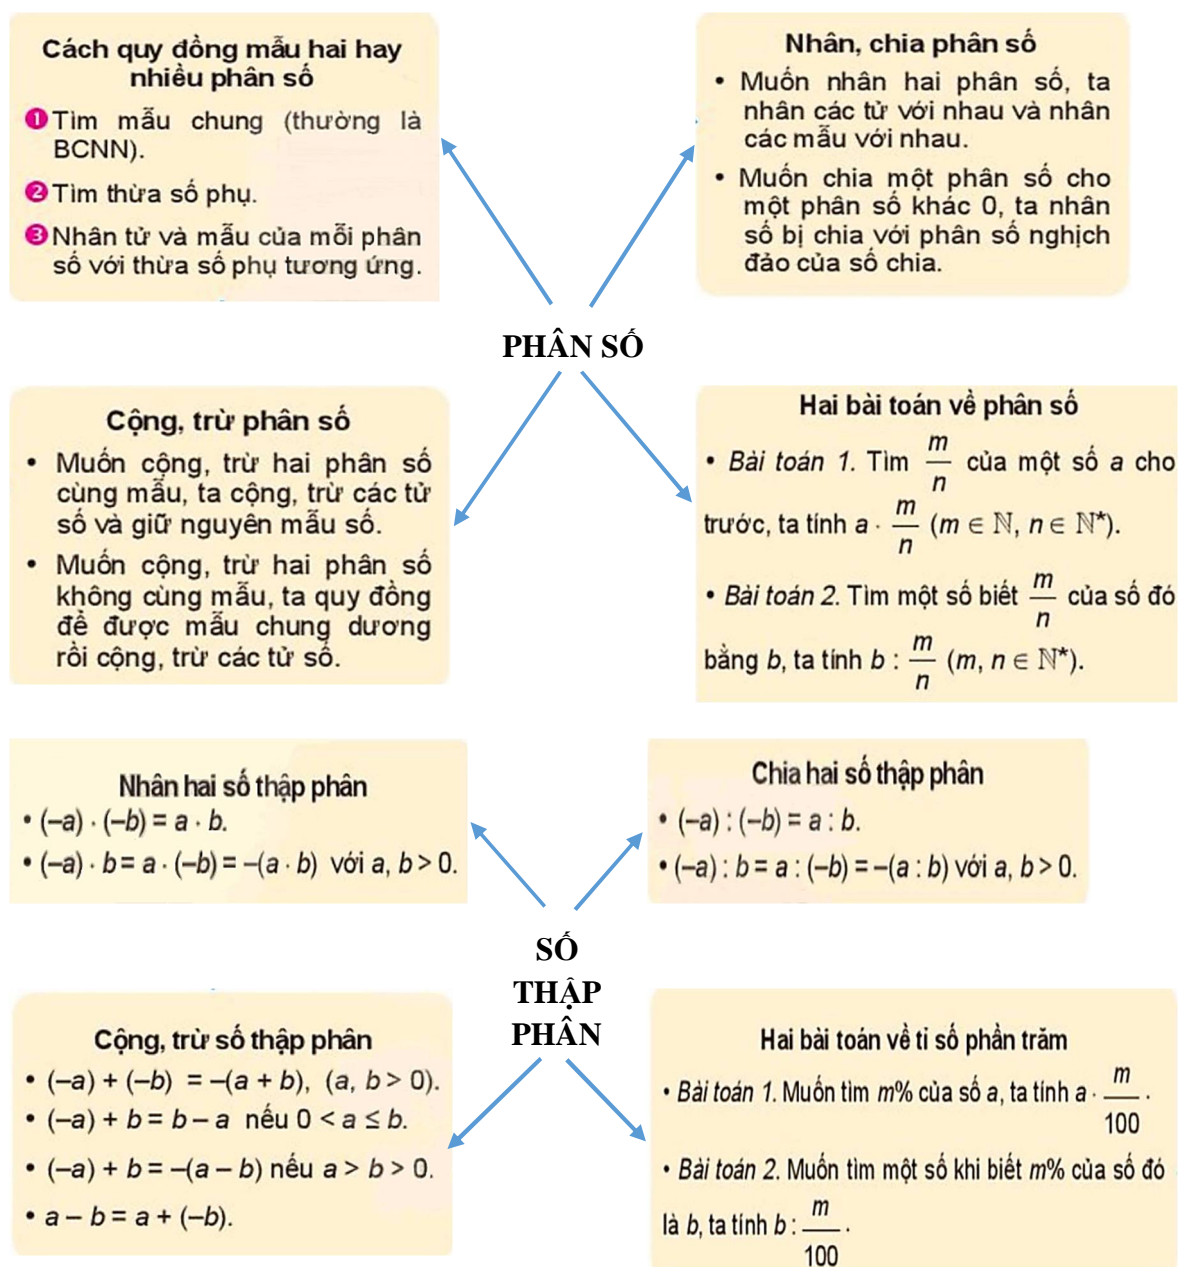 Cách quy đồng mẫu hai hay
nhiều phân số
1 Tìm mẫu chung (thường là
BCNN).
2 Tìm thừa số phụ.
3 Nhân tử và mẫu của mỗi phân
số với thừa số phụ tương ứng.
Nhân, chia phân số
• Muốn nhân hai phân số, ta
nhân các tử với nhau và nhân
các mẫu với nhau.
• Muốn chia một phân số cho
một phân số khác 0, ta nhân
số bị chia với phân số nghịch
đảo của số chia.
PHÂN SỐ
Cộng, trừ phân số
• Muốn cộng, trừ hai phân số
cùng mẫu, ta cộng, trừ các tử
số và giữ nguyên mẫu số.
• Muốn cộng, trừ hai phân số
không cùng mẫu, ta quy đồng
để được mẫu chung dương
rồi cộng, trừ các tử số.
Hai bài toán về phân số
• Bài toán 1. Tìm m/n của một số a cho
trước, ta tính a · m/n (m ∈ ℕ, n ∈ ℕ*).
• Bài toán 2. Tìm một số biết m/n của số đó
bằng b, ta tính b : m/n (m, n ∈ ℕ*).
Nhân hai số thập phân
• (–a) · (–b) = a · b.
• (–a) · b = a · (–b) = –(a · b) với a, b > 0.
Chia hai số thập phân
• (–a) : (–b) = a : b.
• (–a) : b = a : (–b) = –(a : b) với a, b > 0.
SỐ
THẬP
PHÂN
Cộng, trừ số thập phân
• (–a) + (–b) = –(a + b), (a, b > 0).
• (–a) + b = b – a nếu 0 < a ≤ b.
• (–a) + b = –(a – b) nếu a > b > 0.
• a – b = a + (–b).
Hai bài toán về tỉ số phần trăm
• Bài toán 1. Muốn tìm m% của số a, ta tính a · m/100 .
• Bài toán 2. Muốn tìm một số khi biết m% của số đó
là b, ta tính b : m/100 .